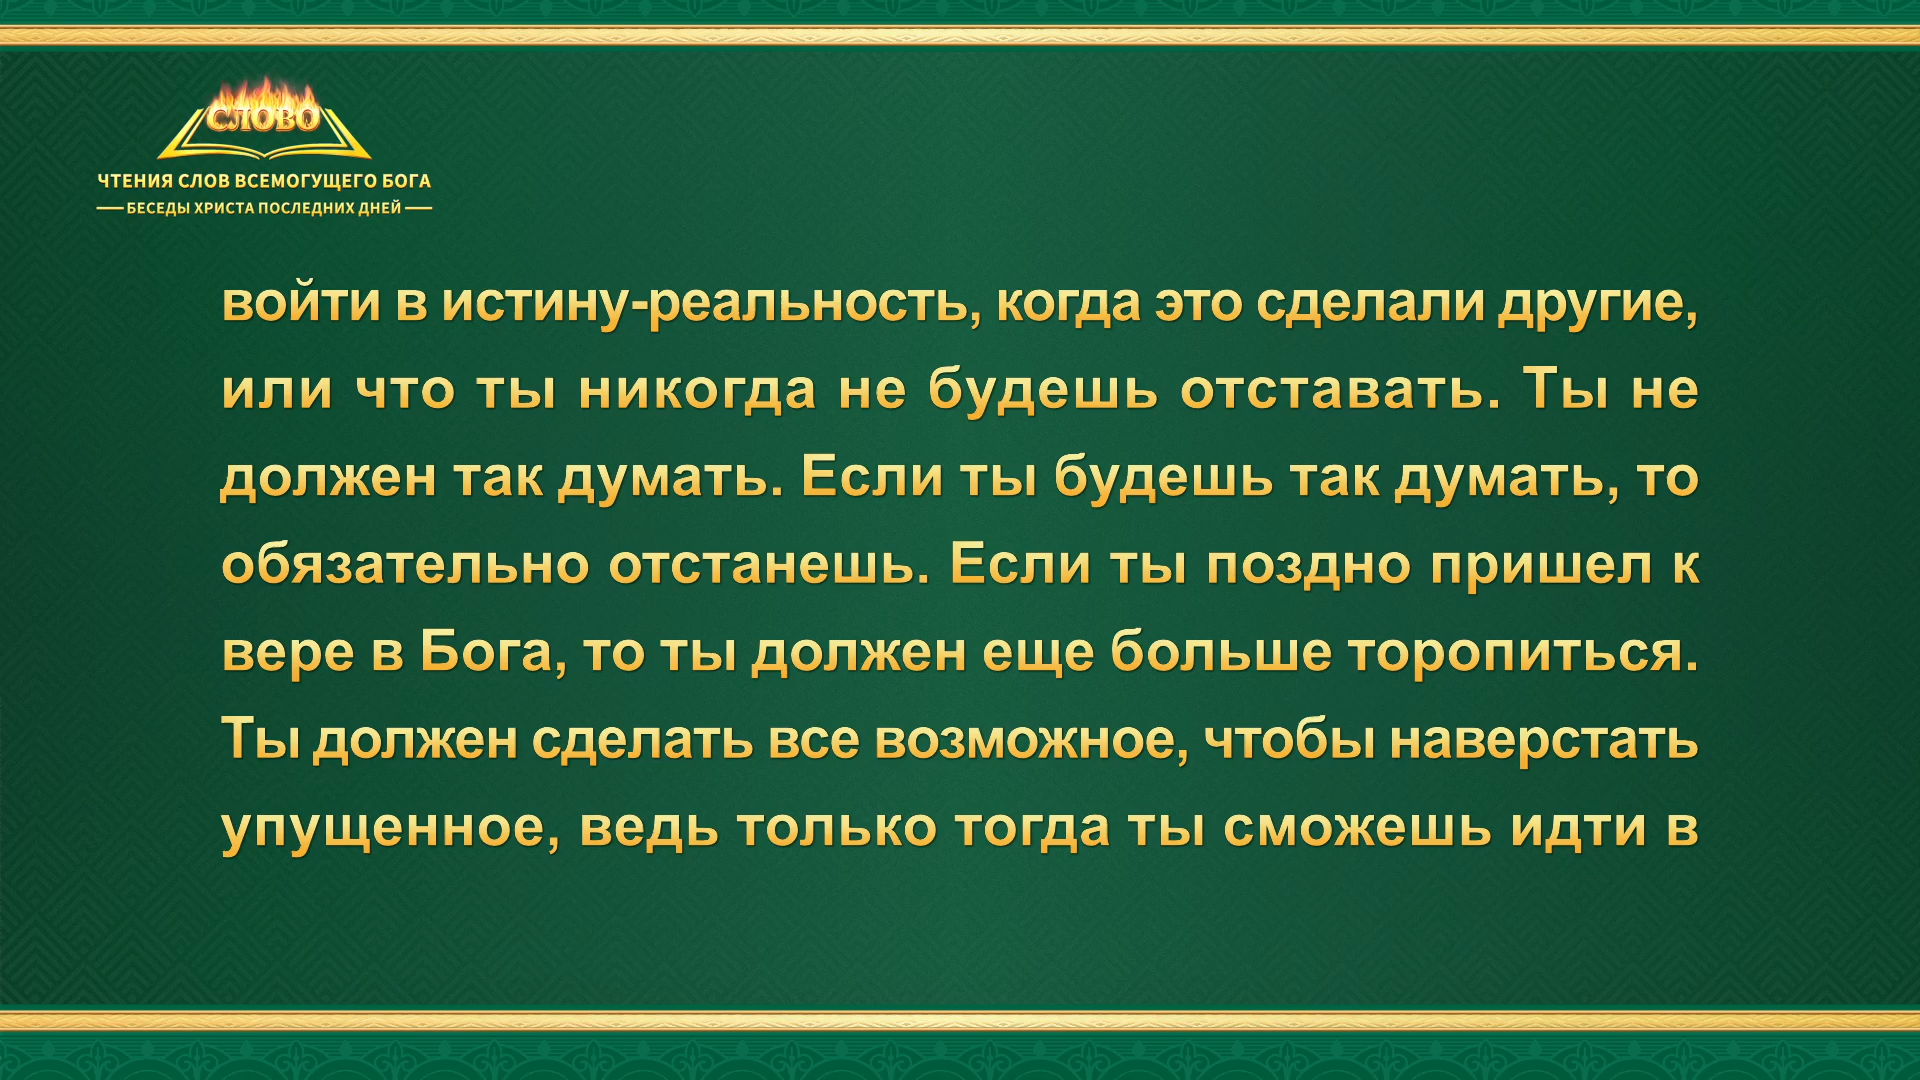 СЛОВО
ЧТЕНИЯ СЛОВ ВСЕМОГУЩЕГО БОГА
БЕСЕДЫ ХРИСТА ПОСЛЕДНИХ ДНЕЙ
войти в истину-реальность, когда это сделали другие,
или что ты никогда не будешь отставать. Ты не
должен так думать. Если ты будешь так думать, то
обязательно отстанешь. Если ты поздно пришел к
вере в Бога, то ты должен еще больше торопиться.
Ты должен сделать все возможное, чтобы наверстать
упущенное, ведь только тогда ты сможешь идти в